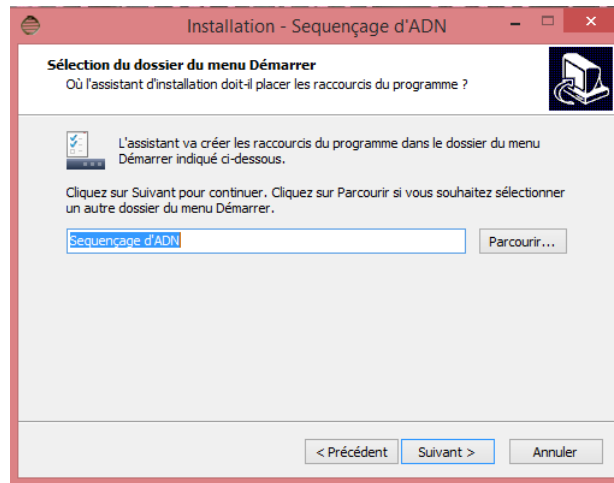 Installation - Sequençage d'ADN
Sélection du dossier du menu Démarrer
Où l'assistant d'installation doit-il placer les raccourcis du programme ?
L'assistant va créer les raccourcis du programme dans le dossier du menu
Démarrer indiqué ci-dessous.
Cliquez sur Suivant pour continuer. Cliquez sur Parcourir si vous souhaitez sélectionner
un autre dossier du menu Démarrer.
Sequençage d'ADN
Parcourir...
< Précédent Suivant > Annuler